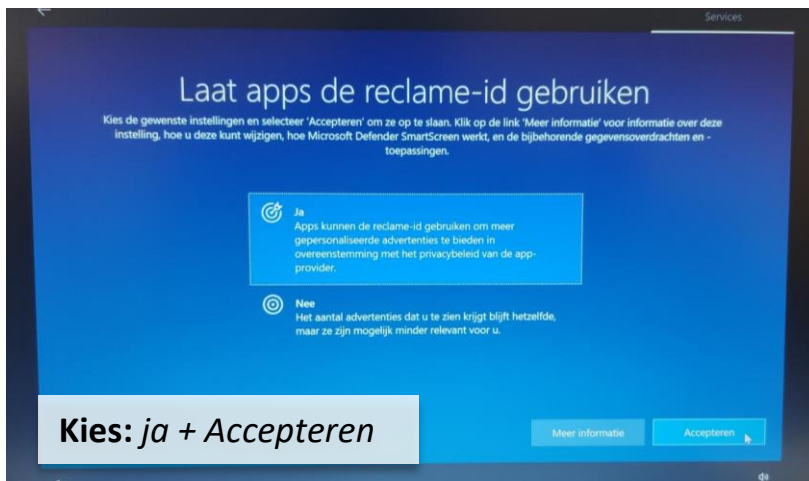 Services
Laat apps de reclame-id gebruiken
Kies de gewenste instellingen en selecteer 'Accepteren' om ze op te slaan. Klik op de link 'Meer informatie' voor informatie over deze
instelling, hoe u deze kunt wijzigen, hoe Microsoft Defender SmartScreen werkt, en de bijbehorende gegevensoverdrachten en -
toepassingen.
Ja
Apps kunnen de reclame-id gebruiken om meer
gepersonaliseerde advertenties te bieden in
overeenstemming met het privacybeleid van de app-
provider.
Nee
Het aantal advertenties dat u te zien krijgt blijft hetzelfde,
maar ze zijn mogelijk minder relevant voor u.
Meer informatie
Accepteren
Kies: ja + Accepteren